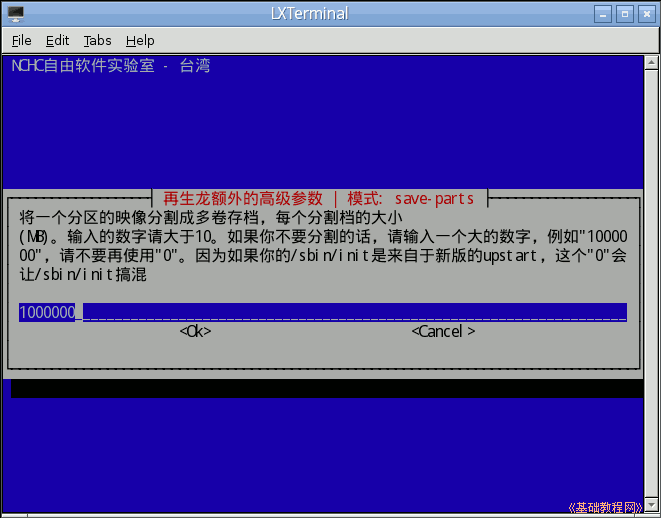 LXTerminal
File Edit Tabs Help
NCHC自由软件实验室 - 台湾
再生龙额外的高级参数 | 模式: save-parts
将一个分区的映像分割成多卷存档，每个分割档的大小
(MB)。输入的数字请大于10。如果你不要分割的话，请输入一个大的数字，例如"10000
00"，请不要再使用"0"。因为如果你的/sbin/init是来自于新版的upstart，这个"0"会
让/sbin/init搞混
1000000
<Ok> <Cancel >
《基础教程网》